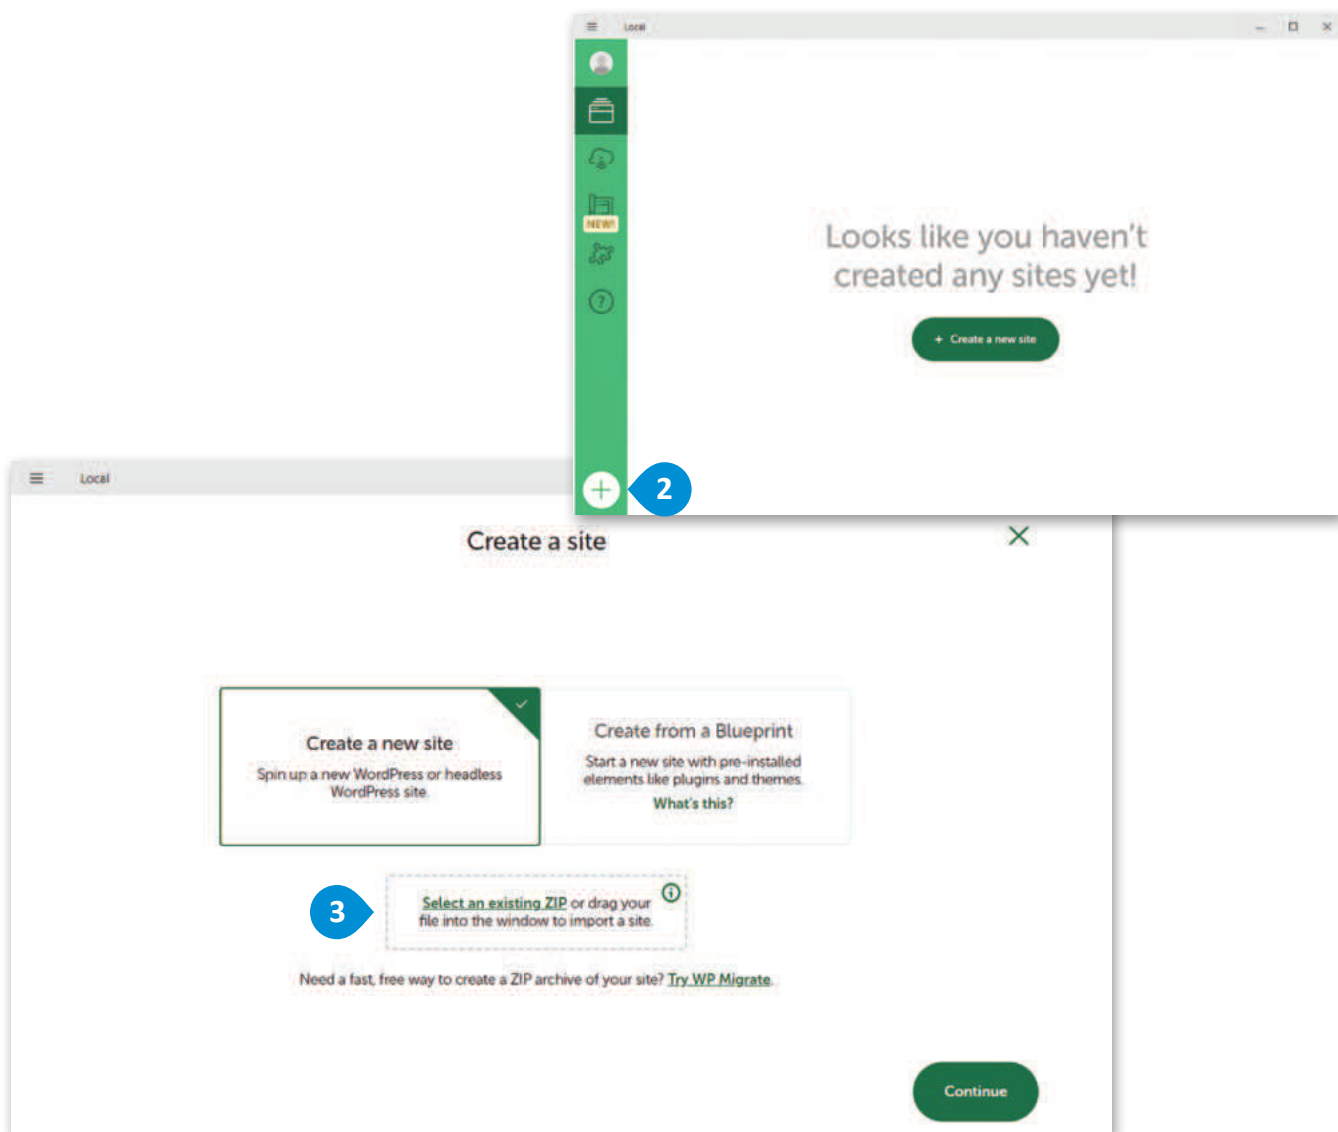 Local
NEW!
?
Looks like you haven't
created any sites yet!
+ Create a new site
2
Local
Create a site
Create a new site
Spin up a new WordPress or headless
WordPress site.
Create from a Blueprint
Start a new site with pre-installed
elements like plugins and themes.
What's this?
3
Select an existing ZIP or drag your
file into the window to import a site.
Need a fast, free way to create a ZIP archive of your site? Try WP Migrate.
Continue